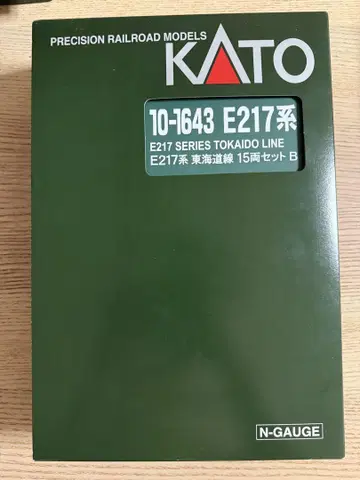 PRECISION RAILROAD MODELS
KATO
10-1643 E217系
E217 SERIES TOKAIDO LINE
E217系 東海道線 15両セット B
N-GAUGE